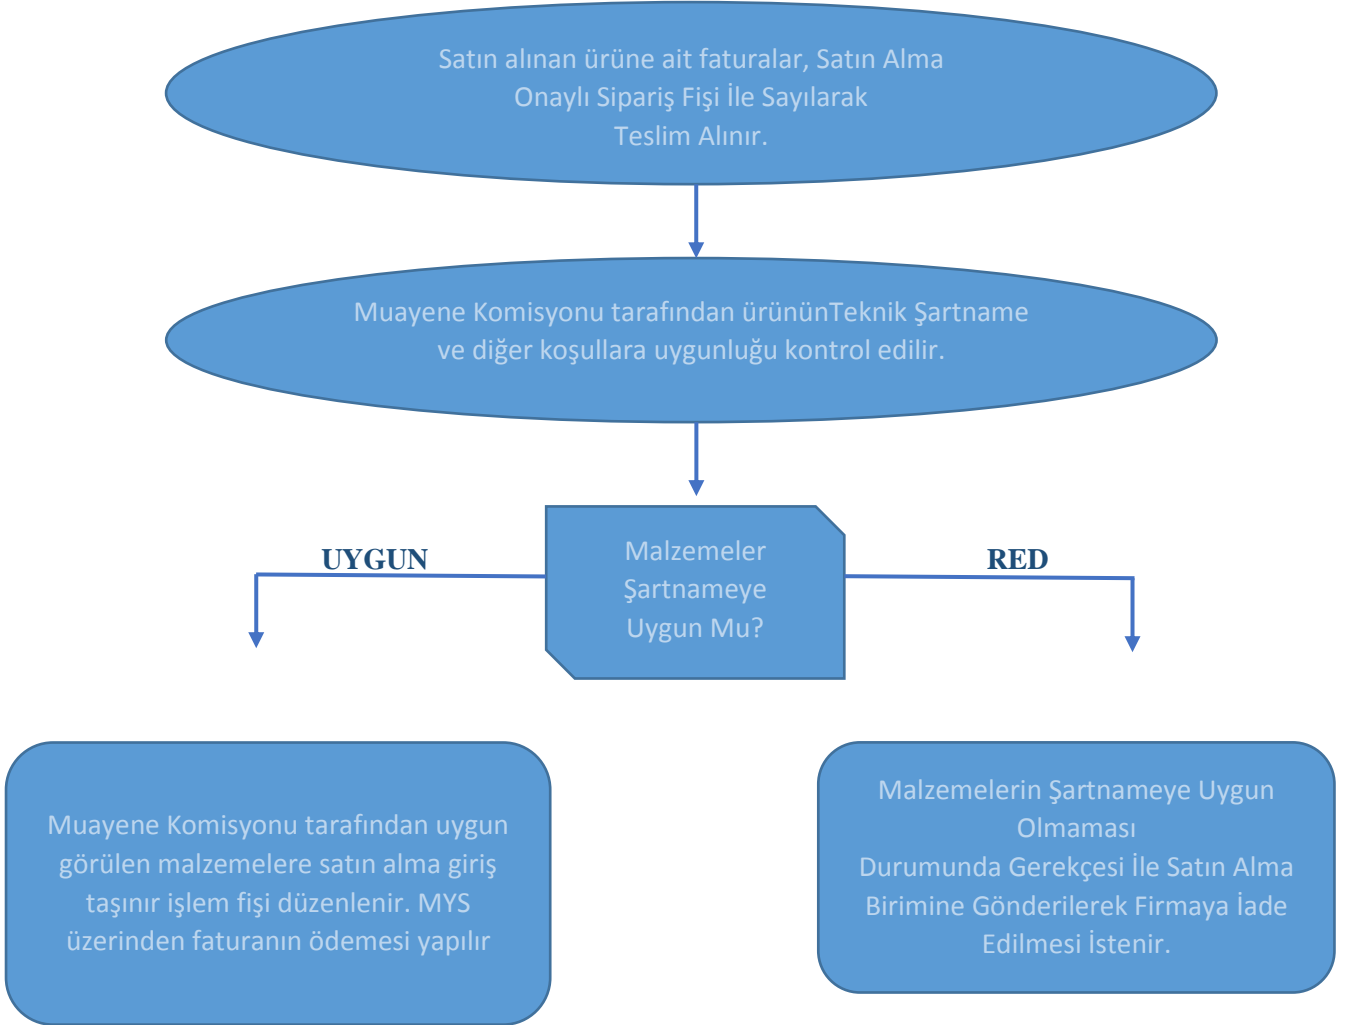 Satın alınan ürüne ait faturalar, Satın Alma
Onaylı Sipariş Fişi İle Sayılarak
Teslim Alınır.
Muayene Komisyonu tarafından ürününTeknik Şartname
ve diğer koşullara uygunluğu kontrol edilir.
UYGUN
Malzemeler
Şartnameye
Uygun Mu?
RED
Muayene Komisyonu tarafından uygun
görülen malzemelere satın alma giriş
taşınır işlem fişi düzenlenir. MYS
üzerinden faturanın ödemesi yapılır
Malzemelerin Şartnameye Uygun
Olmaması
Durumunda Gerekçesi İle Satın Alma
Birimine Gönderilerek Firmaya İade
Edilmesi İstenir.